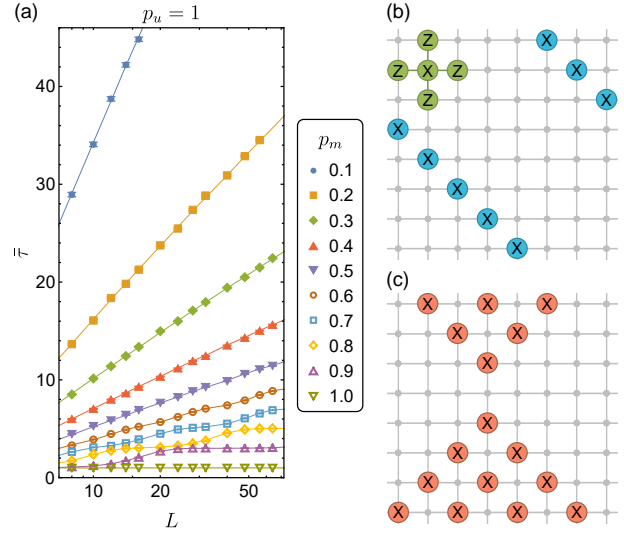 (a)
p_u = 1
τ̄
40
30
20
10
0
10
20
50
L
p_m
0.1
0.2
0.3
0.4
0.5
0.6
0.7
0.8
0.9
1.0
(b)
Z X
Z X Z X
Z X
X
X
X
X
X
(c)
X X X
X X
X
X
X X
X X X
X X X X